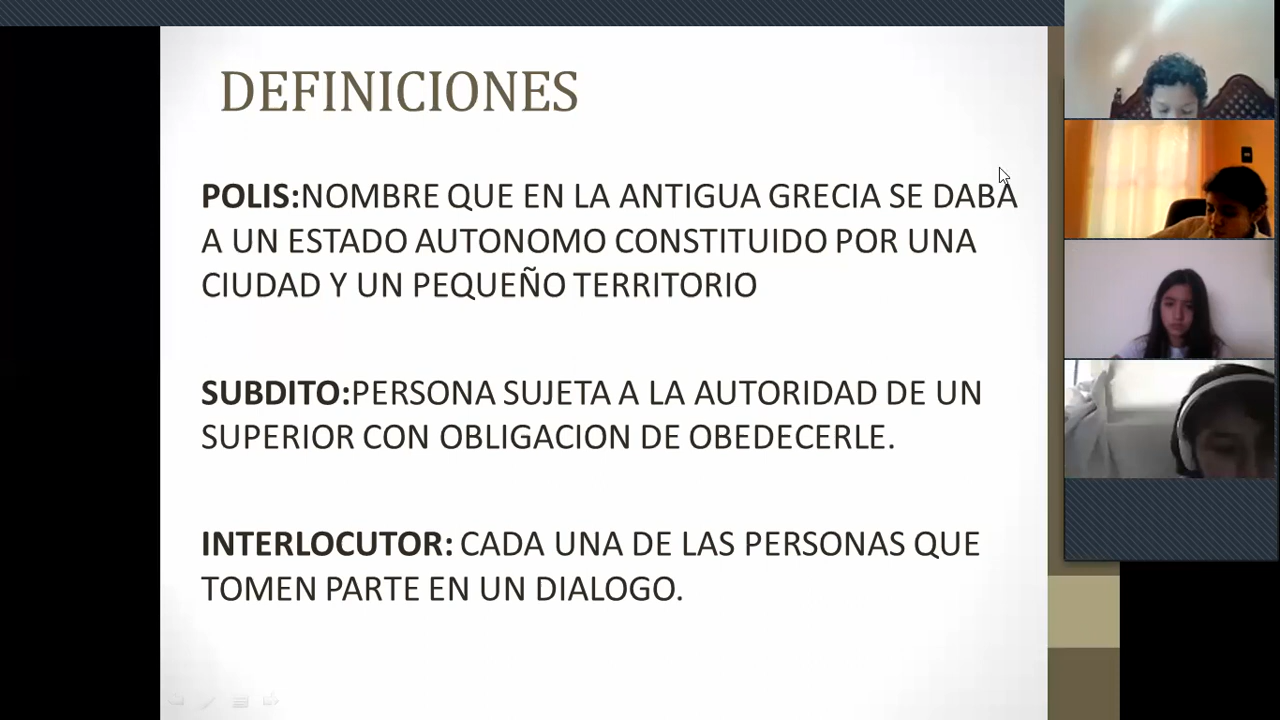 DEFINICIONES
POLIS:NOMBRE QUE EN LA ANTIGUA GRECIA SE DABA
A UN ESTADO AUTONOMO CONSTITUIDO POR UNA
CIUDAD Y UN PEQUEÑO TERRITORIO
SUBDITO:PERSONA SUJETA A LA AUTORIDAD DE UN
SUPERIOR CON OBLIGACION DE OBEDECERLE.
INTERLOCUTOR: CADA UNA DE LAS PERSONAS QUE
TOMEN PARTE EN UN DIALOGO.